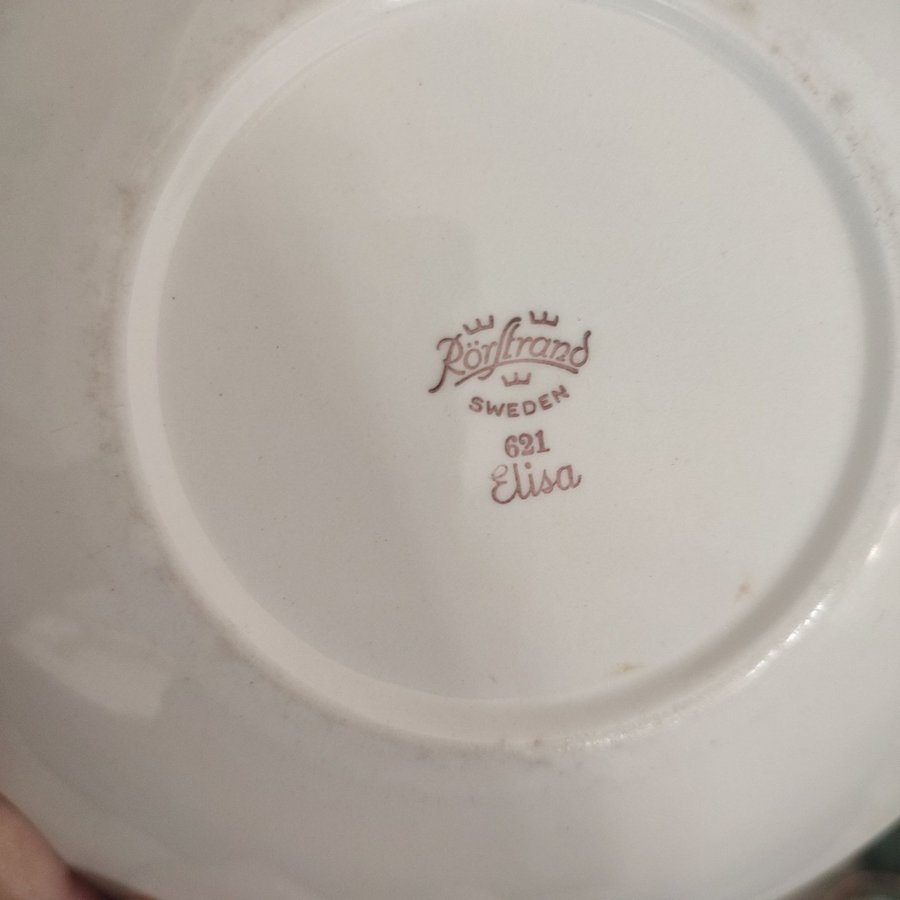 Rörstrand
SWEDEN
621
Elisa